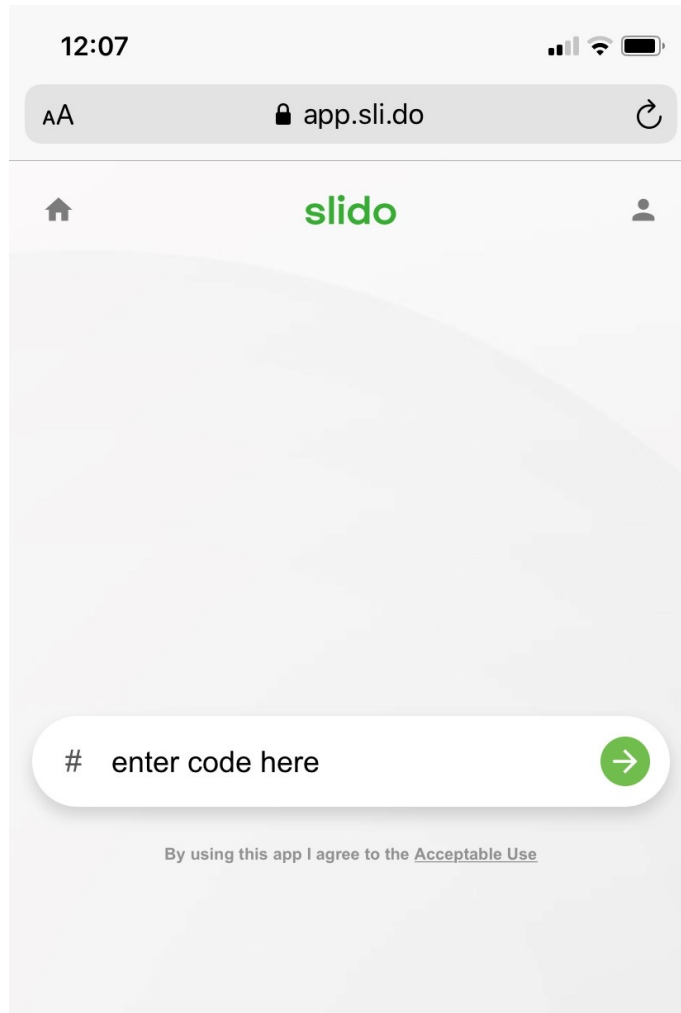 12:07
AA app.sli.do
slido
# enter code here
By using this app I agree to the Acceptable Use